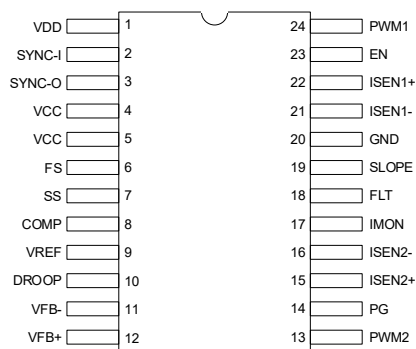 VDD 1 24 PWM1
SYNC-I 2 23 EN
SYNC-O 3 22 ISEN1+
VCC 4 21 ISEN1-
VCC 5 20 GND
FS 6 19 SLOPE
SS 7 18 FLT
COMP 8 17 IMON
VREF 9 16 ISEN2-
DROOP 10 15 ISEN2+
VFB- 11 14 PG
VFB+ 12 13 PWM2